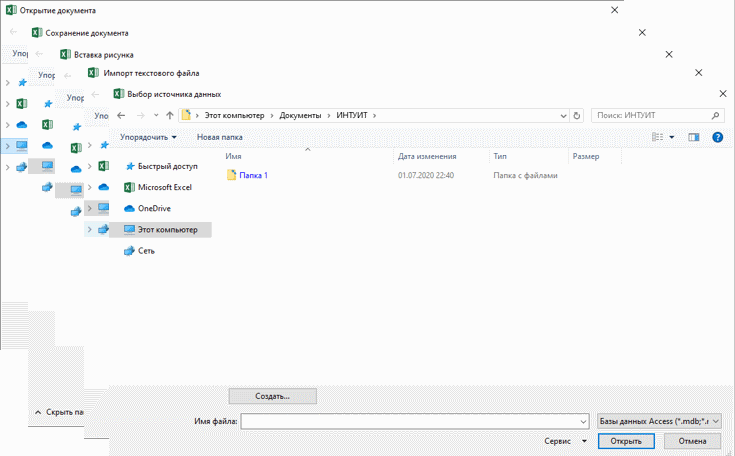 Открытие документа
Сохранение документа
Вставка рисунка
Импорт текстового файла
Выбор источника данных
Упор
Упор
Упор
Упор
Этот компьютер
Документы
ИНТУИТ
Поиск: ИНТУИТ
Упорядочить
Новая папка
Имя
Дата изменения
Тип
Размер
Быстрый доступ
Папка 1
01.07.2020 22:40
Папка с файлами
Microsoft Excel
OneDrive
Этот компьютер
Сеть
Создать...
Скрыть па
Имя файла:
Базы данных Access (*.mdb;*.r
Сервис
Открыть
Отмена